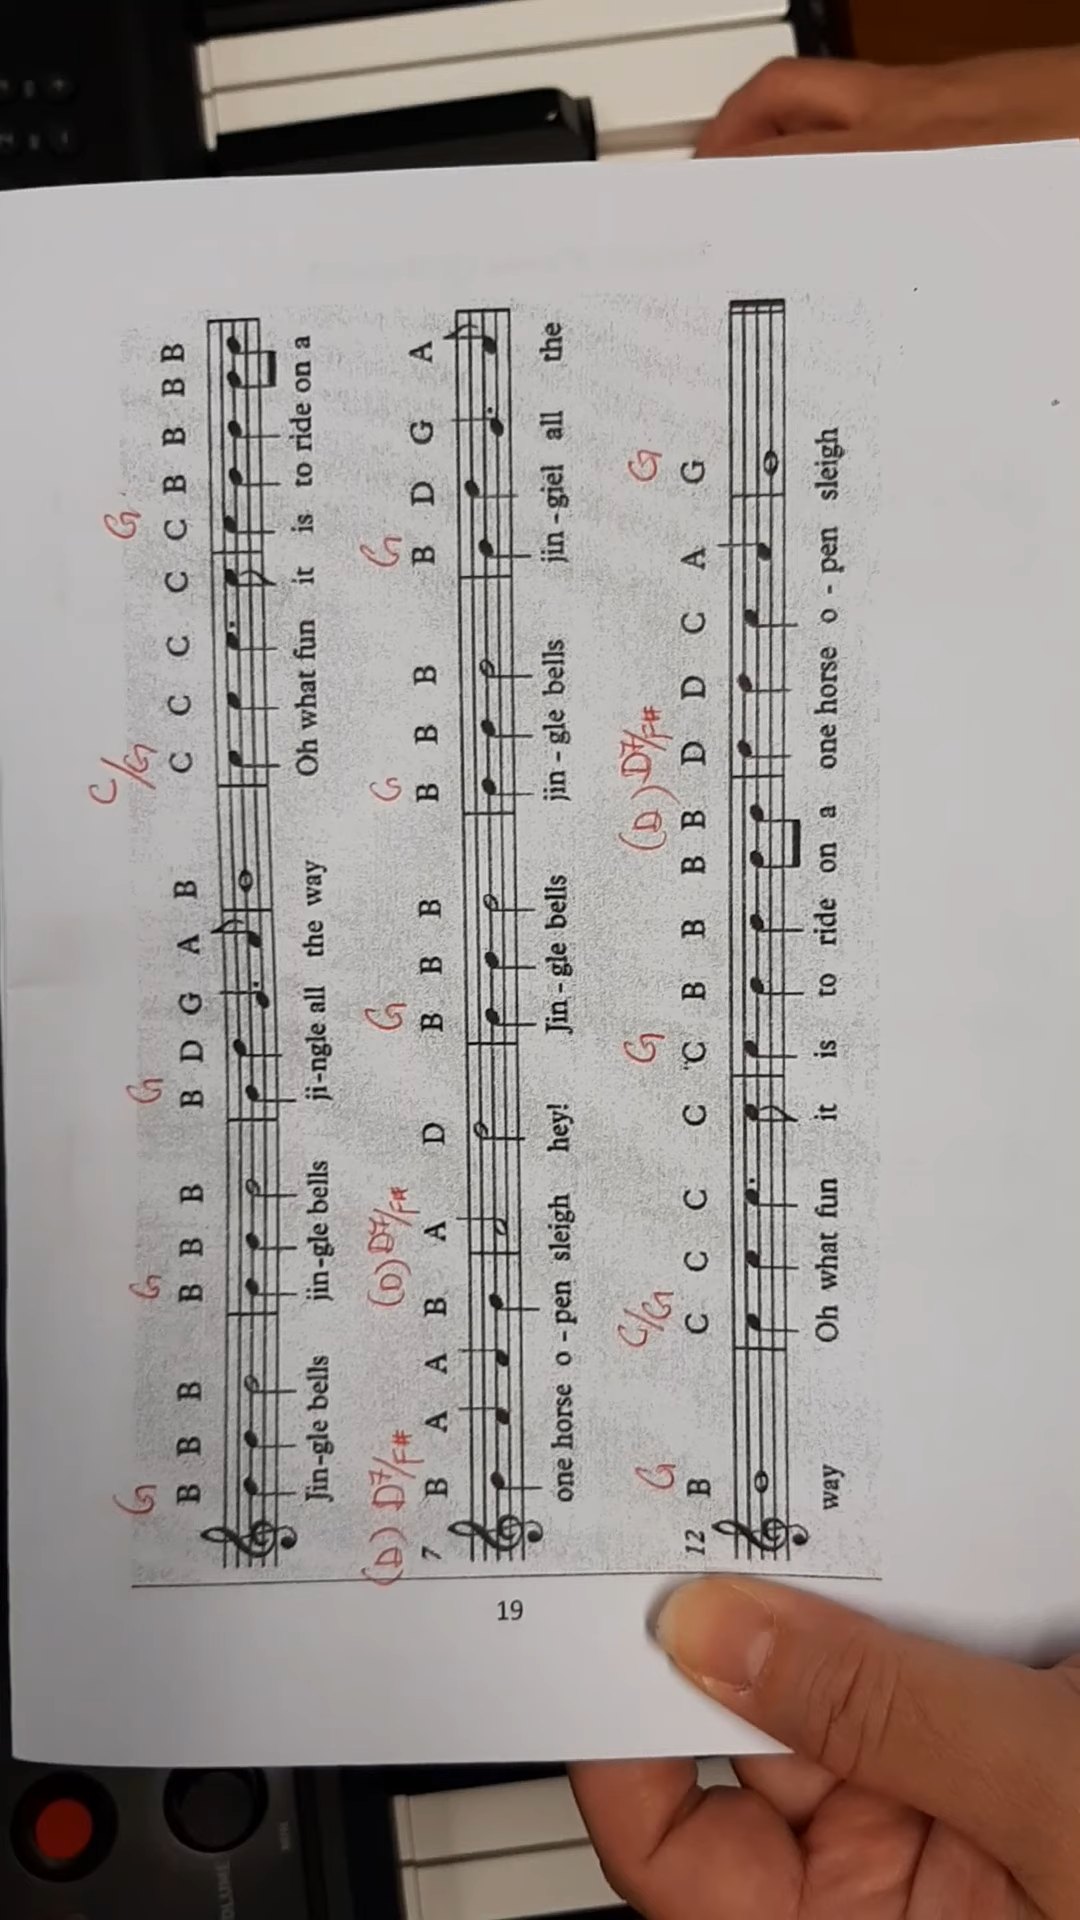 G G G C/G G
B B B B B B B D G A B C C C C C B B B B
Jin-gle bells jin-gle bells ji-ngle all the way Oh what fun it is to ride on a
(D) D7/F# (D) D7/F# G G G
7 B A A B A D B B B B B B B D G A
one horse o - pen sleigh hey! Jin - gle bells jin - gle bells jin - giel all the
G C/G G (D) D7/F# G
12 B C C C C C B B B B D D C A G
way Oh what fun it is to ride on a one horse o - pen sleigh
19
VOLUME